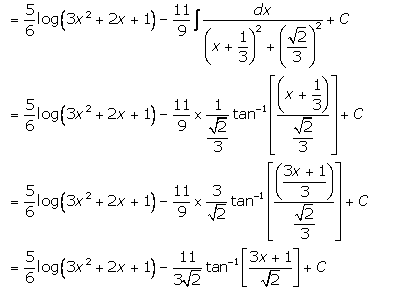 = 5/6 log(3x² + 2x + 1) − 11/9 ∫ dx / ((x + 1/3)² + (√2/3)²) + C
= 5/6 log(3x² + 2x + 1) − 11/9 × 1/(√2/3) tan⁻¹[(x + 1/3)/(√2/3)] + C
= 5/6 log(3x² + 2x + 1) − 11/9 × 3/√2 tan⁻¹[((3x + 1)/3)/(√2/3)] + C
= 5/6 log(3x² + 2x + 1) − 11/(3√2) tan⁻¹[(3x + 1)/√2] + C